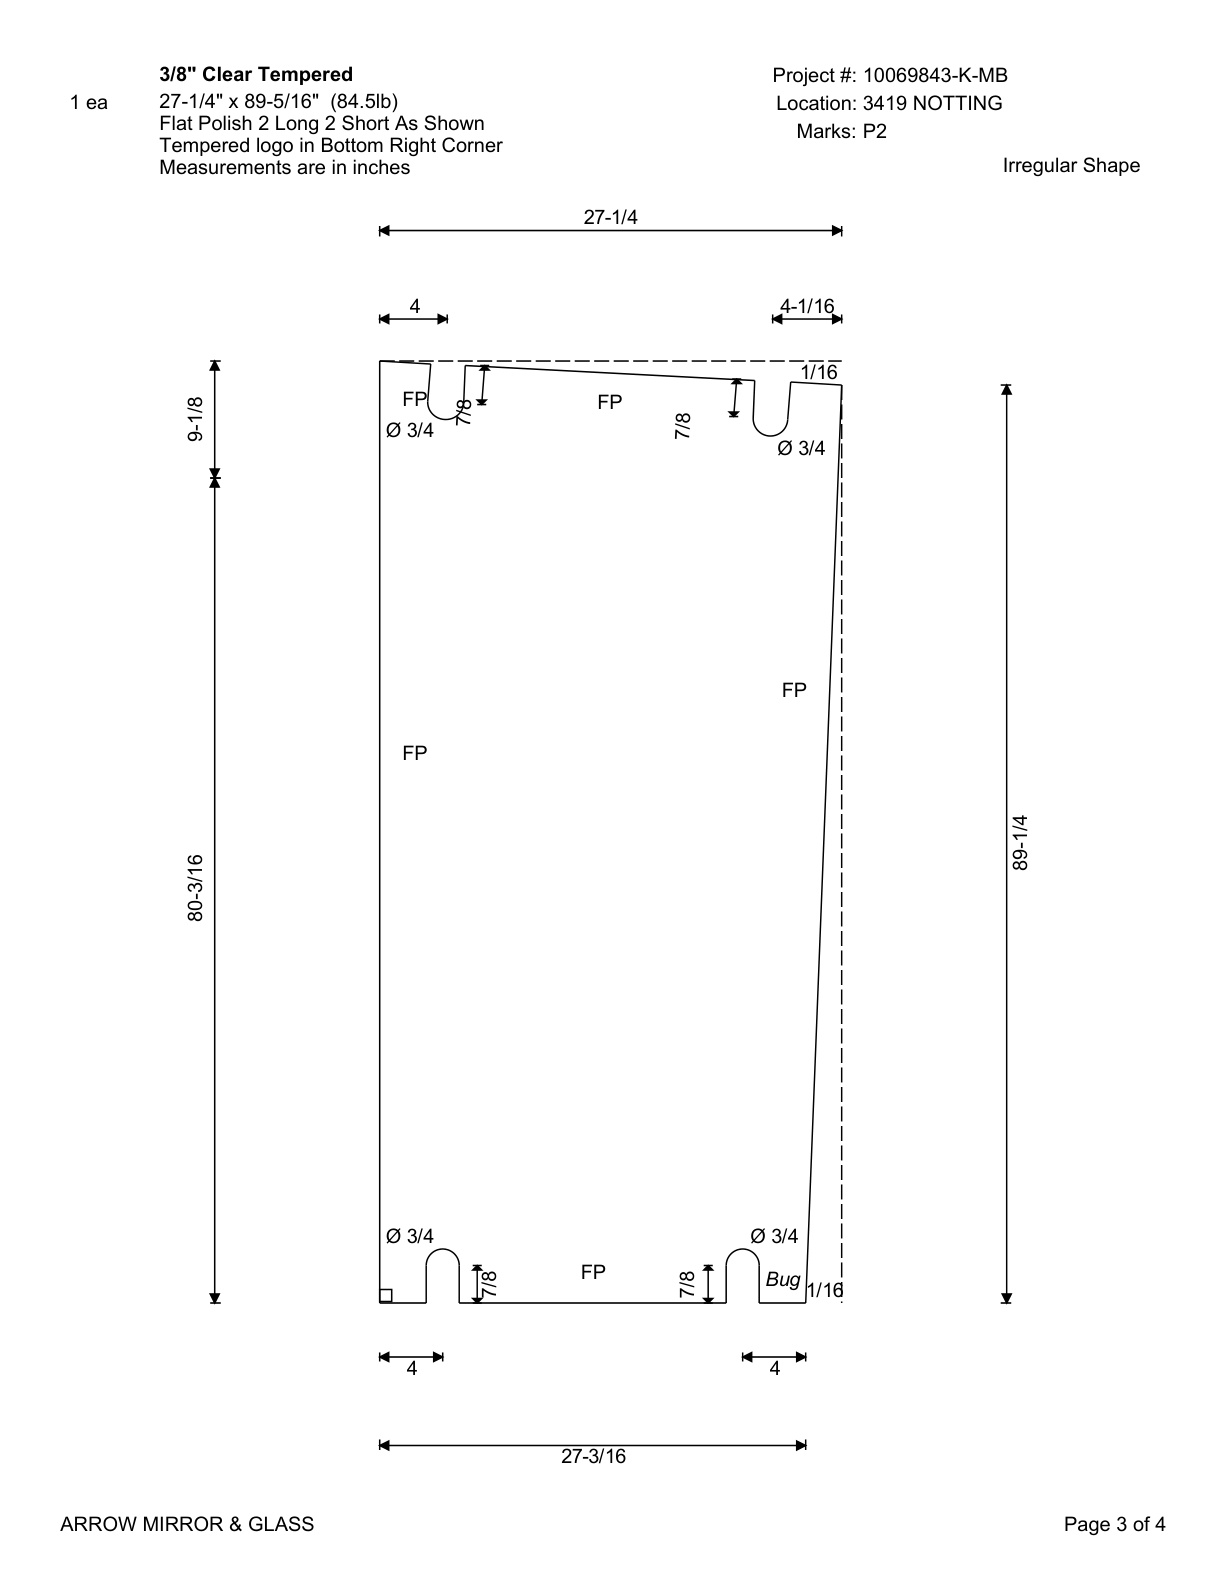 3/8" Clear Tempered
1 ea
27-1/4" x 89-5/16" (84.5lb)
Flat Polish 2 Long 2 Short As Shown
Tempered logo in Bottom Right Corner
Measurements are in inches
Project #: 10069843-K-MB
Location: 3419 NOTTING
Marks: P2
Irregular Shape
27-1/4
4
4-1/16
1/16
9-1/8
FP
7/8
FP
7/8
Ø 3/4
Ø 3/4
FP
FP
80-3/16
89-1/4
Ø 3/4
Ø 3/4
7/8
FP
7/8
Bug
1/16
4
4
27-3/16
ARROW MIRROR & GLASS
Page 3 of 4